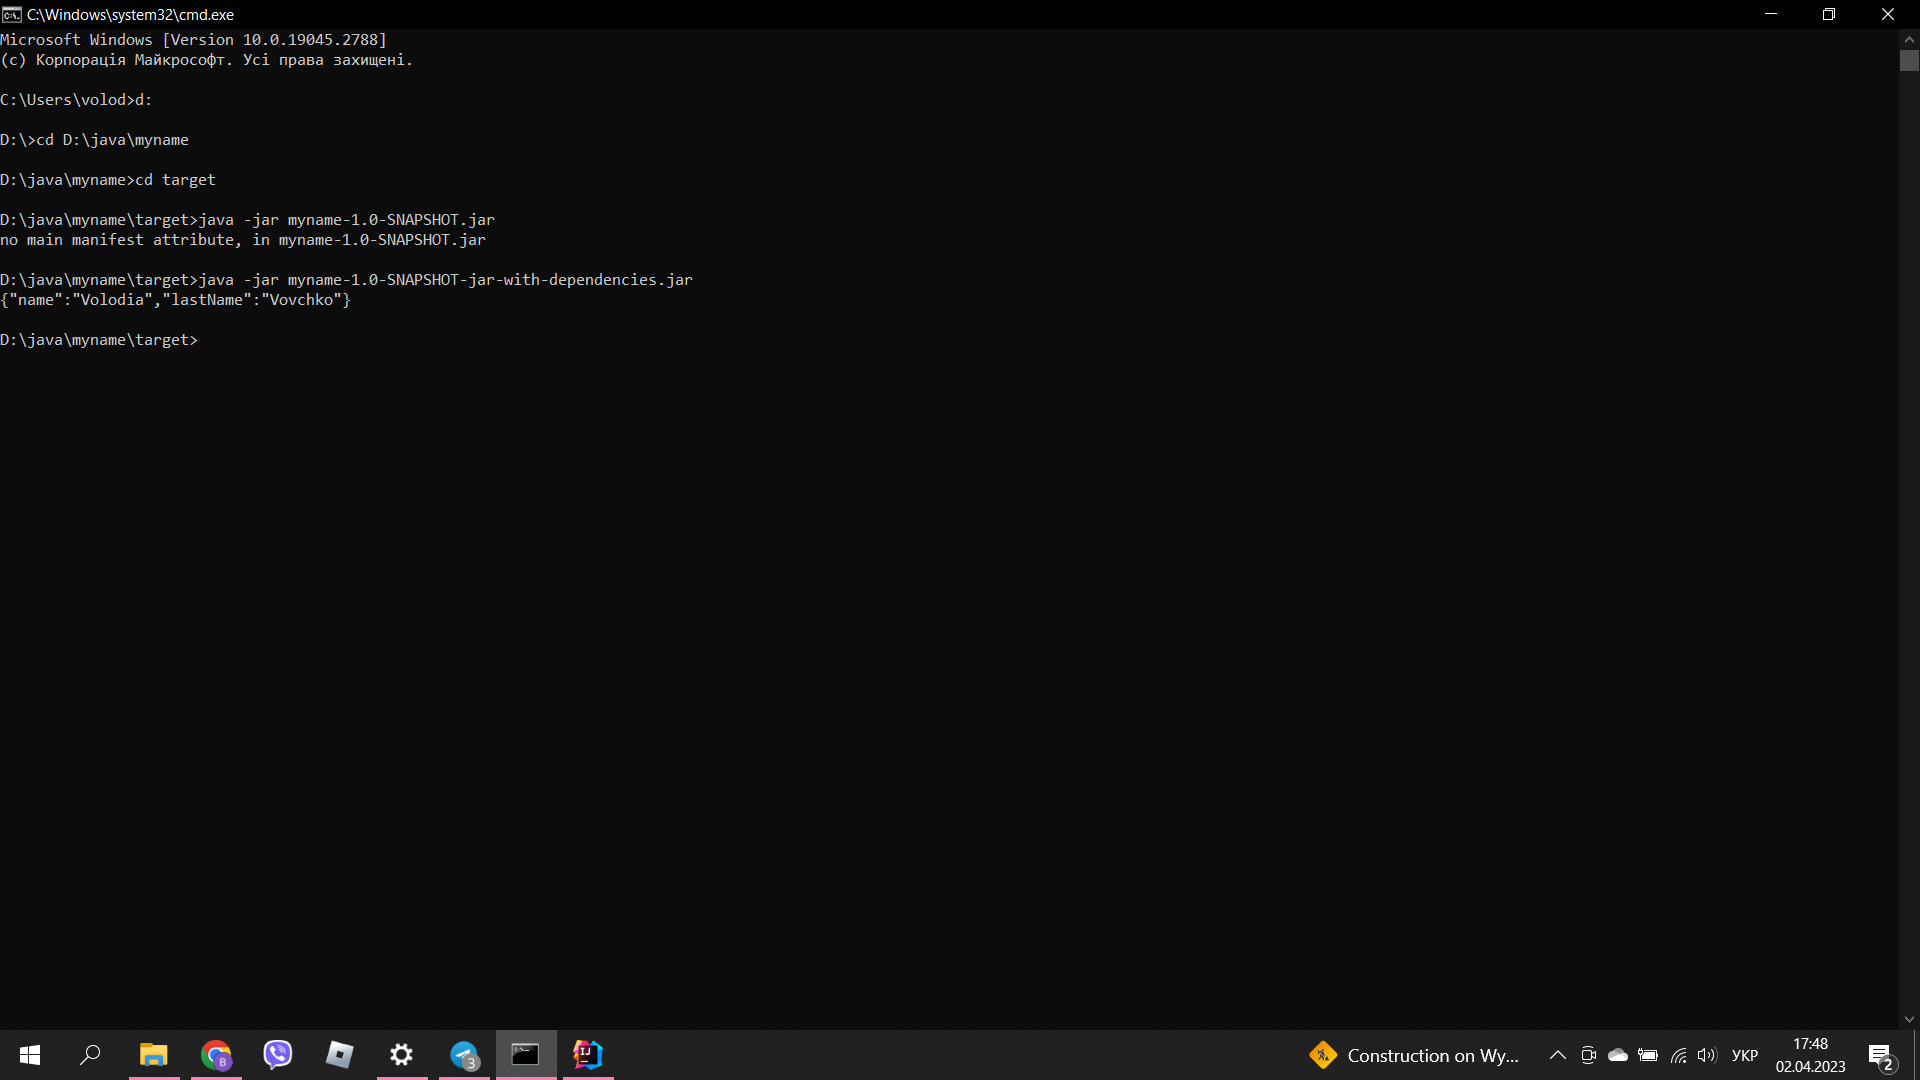 C:\Windows\system32\cmd.exe
Microsoft Windows [Version 10.0.19045.2788]
(c) Корпорація Майкрософт. Усі права захищені.
C:\Users\volod>d:
D:\>cd D:\java\myname
D:\java\myname>cd target
D:\java\myname\target>java -jar myname-1.0-SNAPSHOT.jar
no main manifest attribute, in myname-1.0-SNAPSHOT.jar
D:\java\myname\target>java -jar myname-1.0-SNAPSHOT-jar-with-dependencies.jar
{"name":"Volodia","lastName":"Vovchko"}
D:\java\myname\target>
B
3
IJ
Construction on Wy...
УКР
17:48
02.04.2023
2